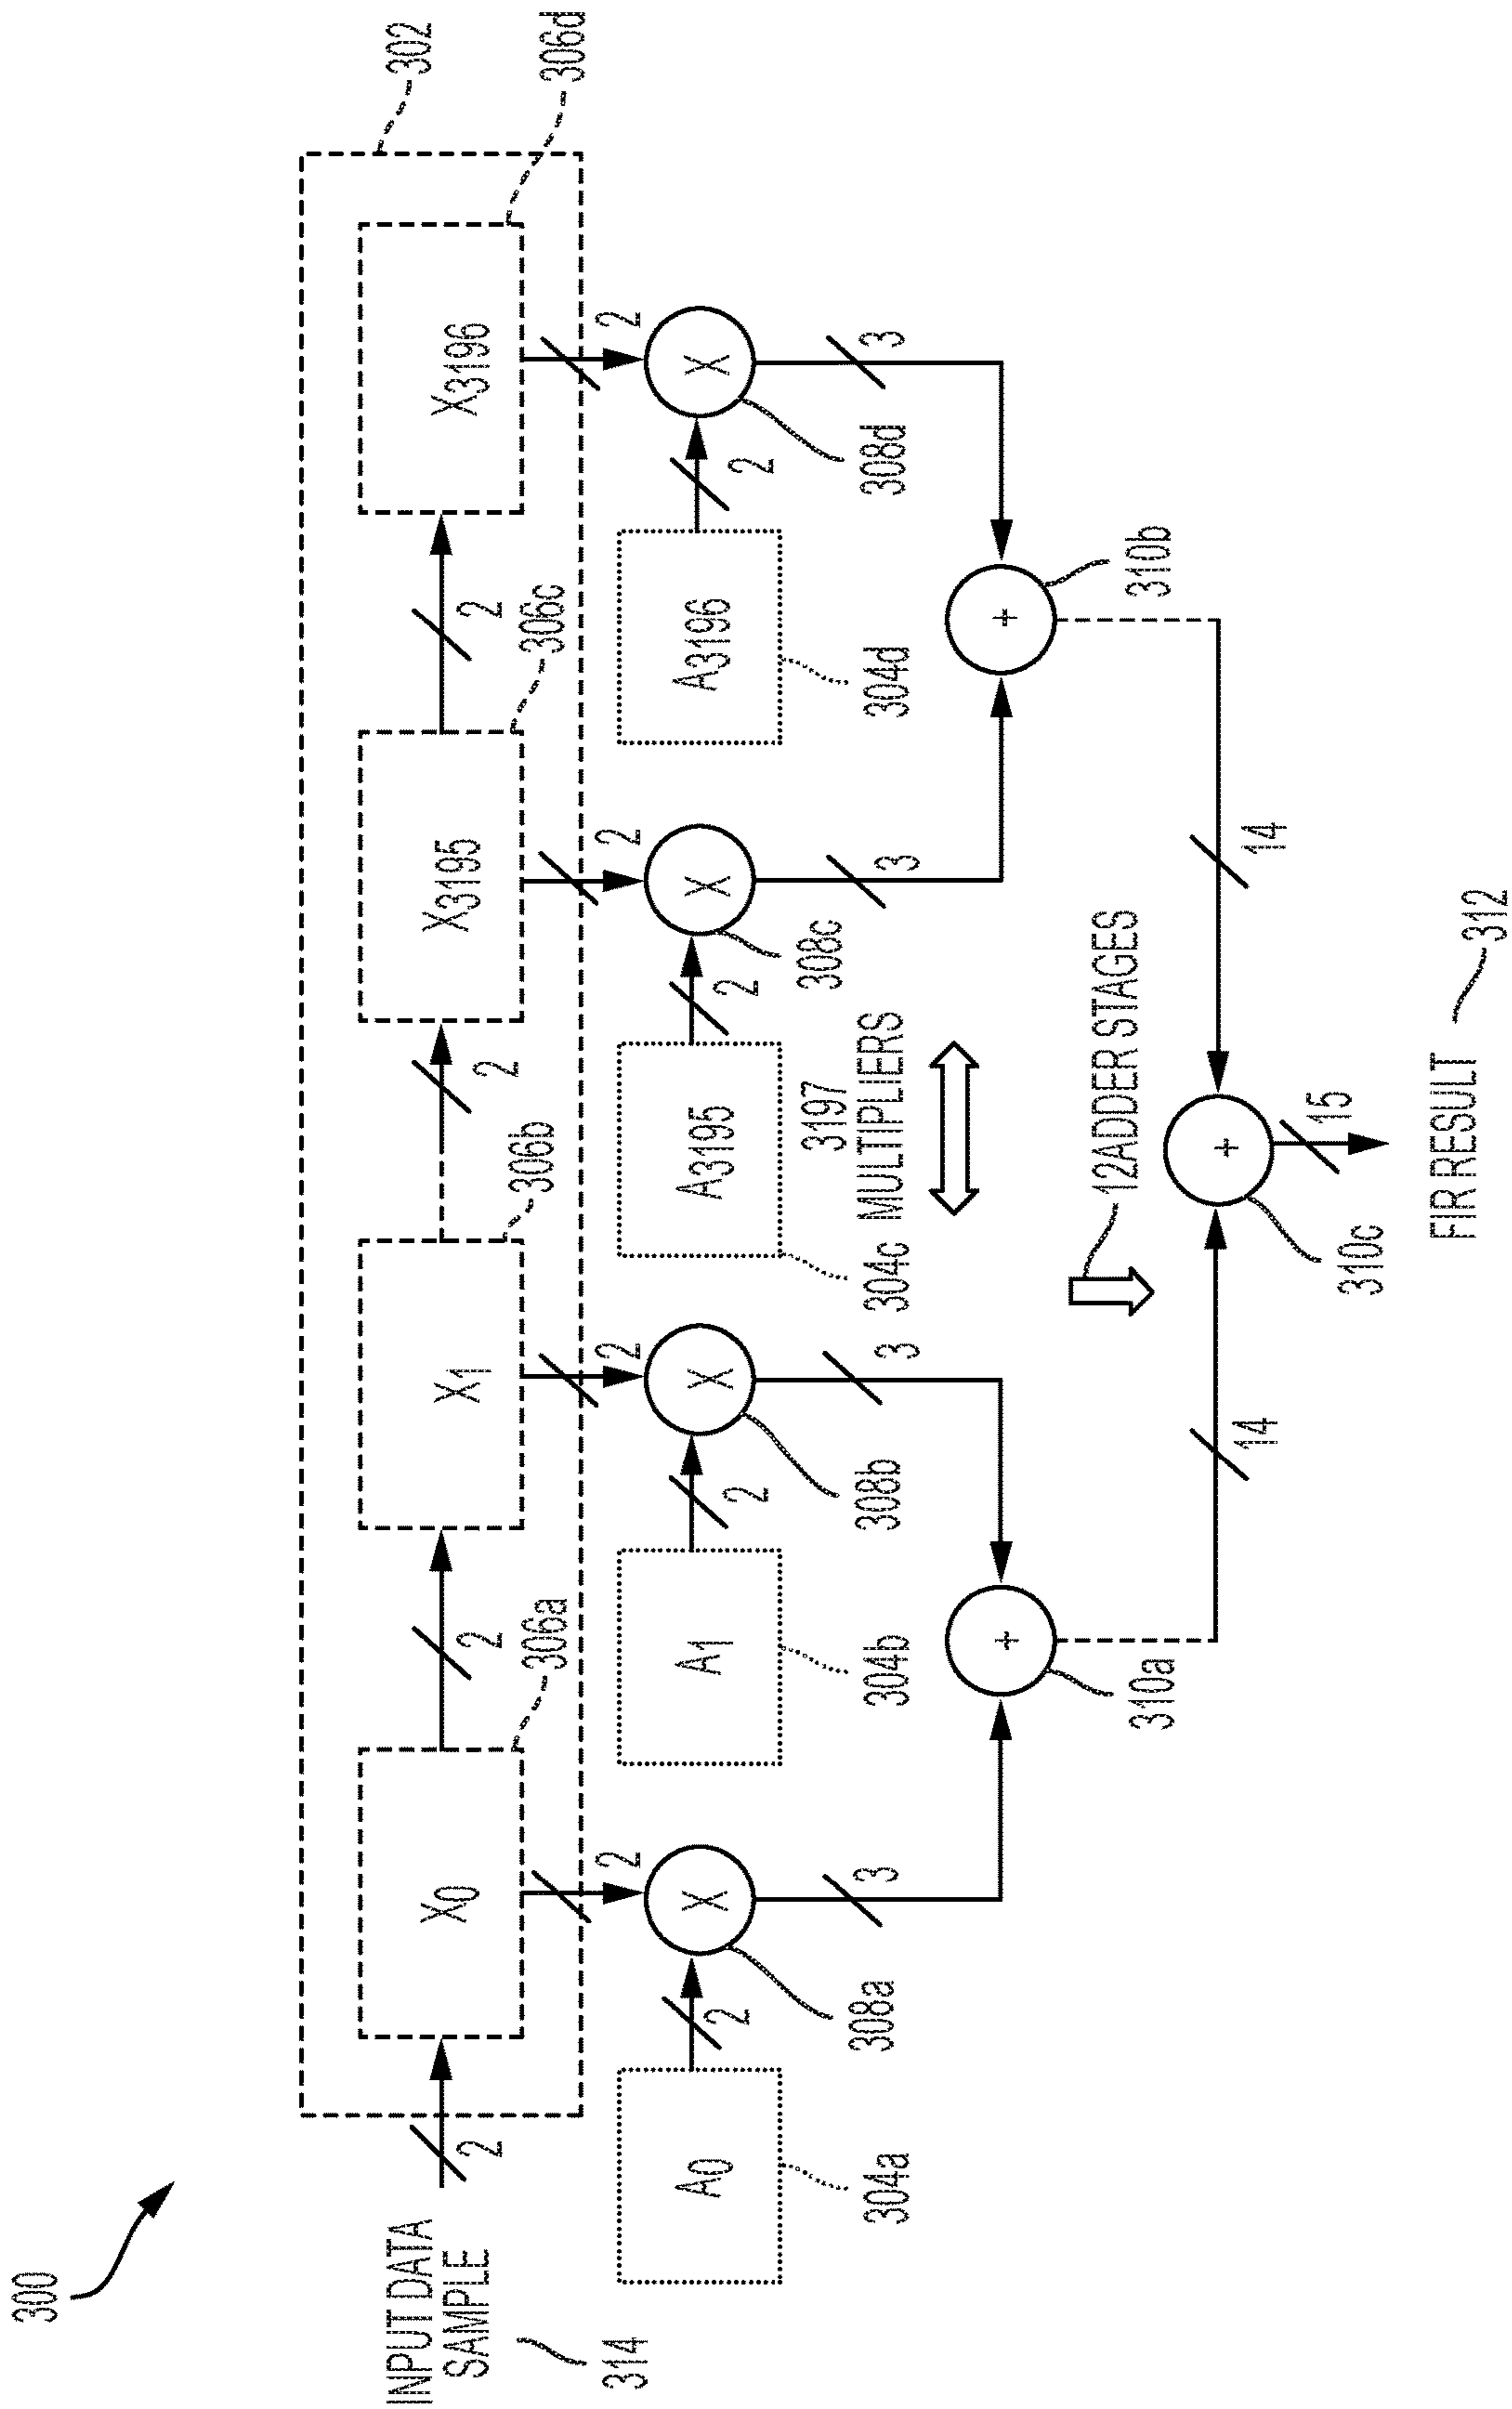 300
302
306d
INPUT DATA
SAMPLE
314
2
X0
2
306a
X1
306b
2
X3195
2
306c
X3196
2
2
2
2
A0
304a
2
X
308a
A1
304b
2
X
308b
A3195
304c
2
X
308c
A3196
304d
2
X
308d
3
3
3
3
3197
MULTIPLIERS
+
310a
+
310b
12ADDER STAGES
14
14
+
310c
15
FIR RESULT
312